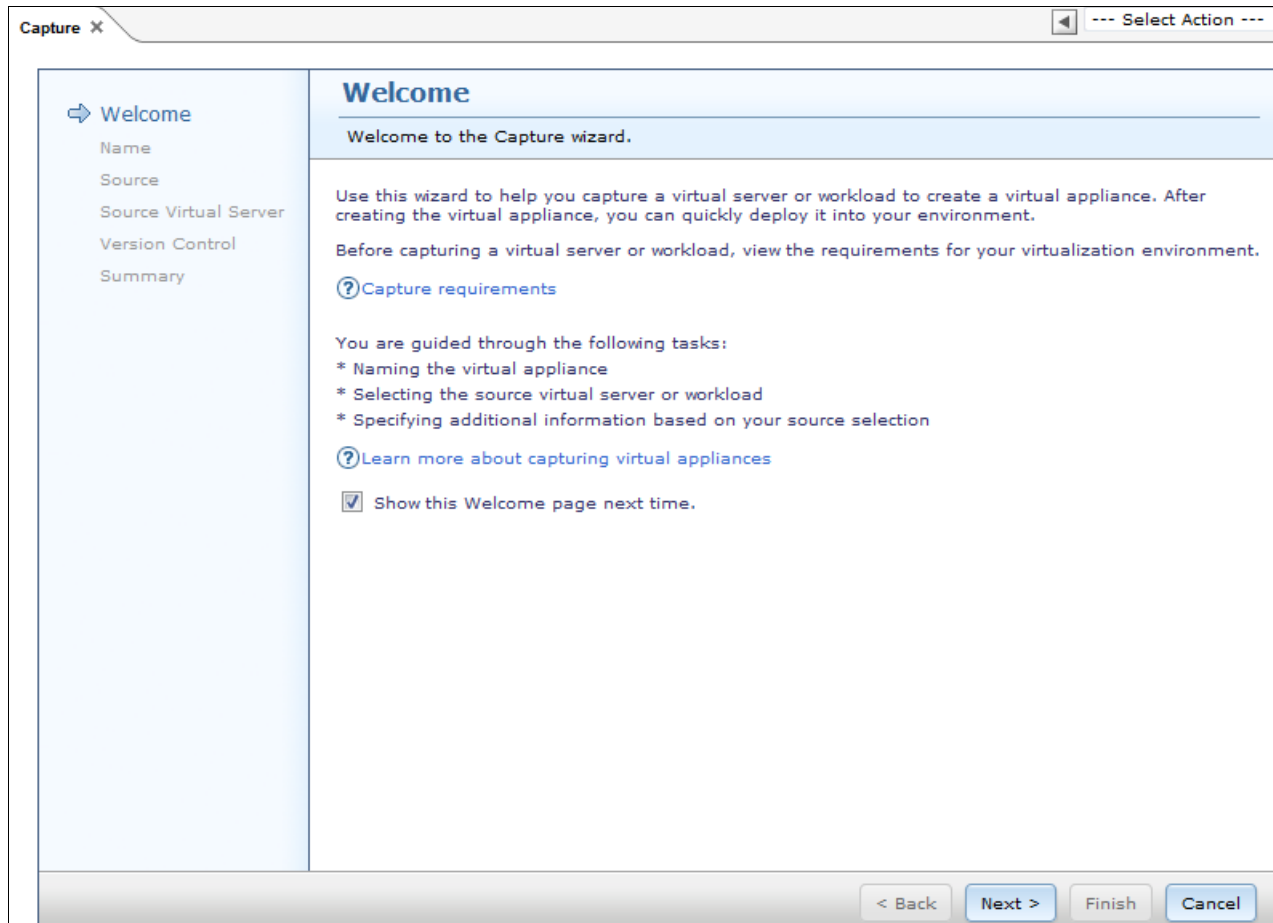 Capture
--- Select Action ---
Welcome
Name
Source
Source Virtual Server
Version Control
Summary
Welcome
Welcome to the Capture wizard.
Use this wizard to help you capture a virtual server or workload to create a virtual appliance. After
creating the virtual appliance, you can quickly deploy it into your environment.
Before capturing a virtual server or workload, view the requirements for your virtualization environment.
?Capture requirements
You are guided through the following tasks:
* Naming the virtual appliance
* Selecting the source virtual server or workload
* Specifying additional information based on your source selection
?Learn more about capturing virtual appliances
Show this Welcome page next time.
< Back
Next >
Finish
Cancel